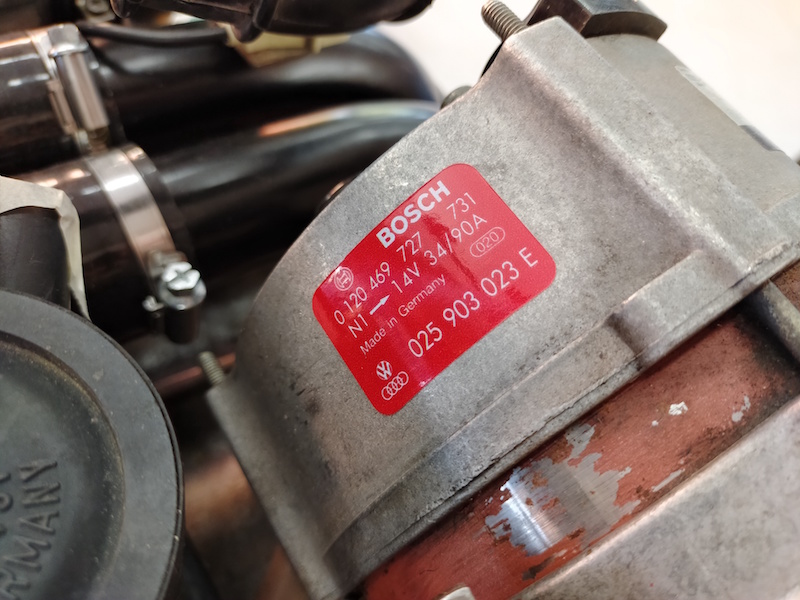 BOSCH
0 120 469 727 731
N1 14V 34/90A 020
Made in Germany
025 903 023 E